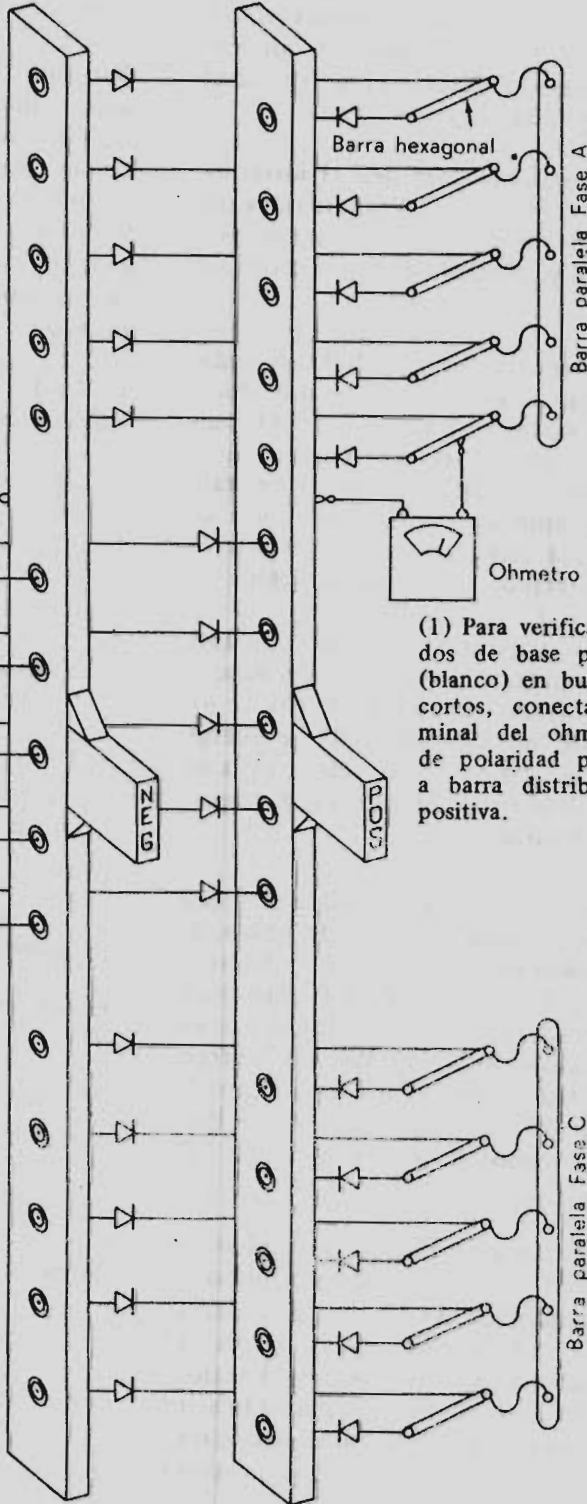 Barra hexagonal
Barra paralela Fase A
Ohmetro
(1) Para verifica
dos de base p
(blanco) en bu
cortos, conecta
minal del ohm
de polaridad p
a barra distrib
positiva.
NEG
POS
Barra paralela Fase C